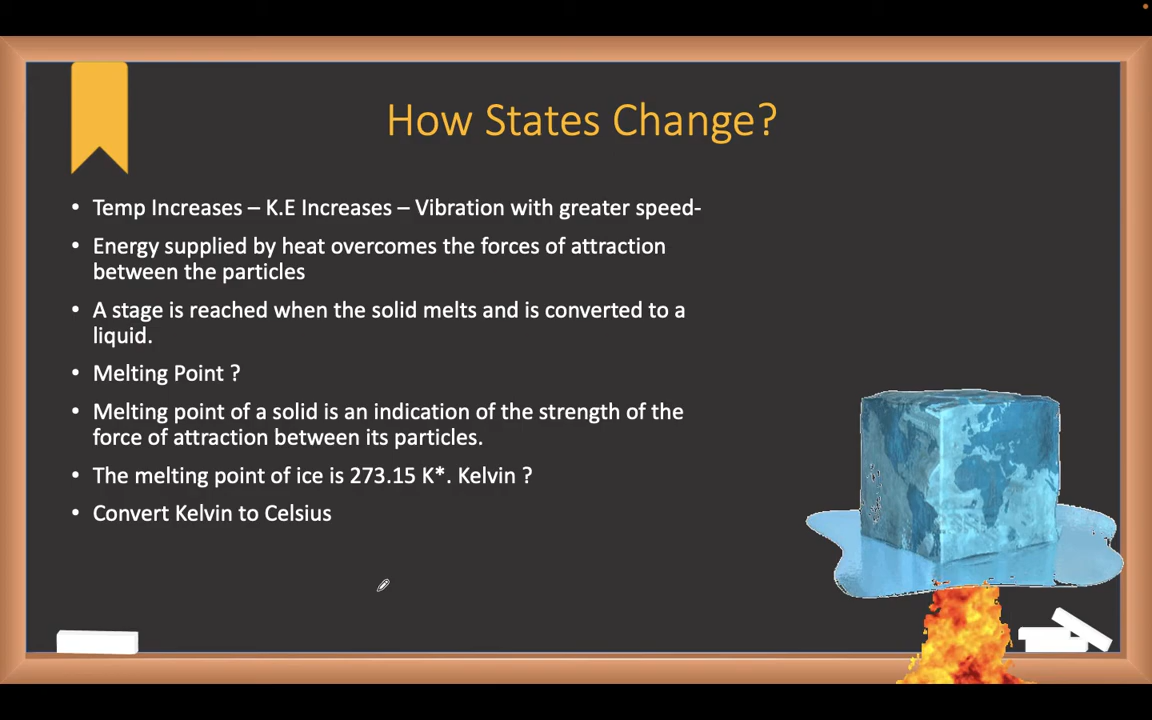 How States Change?
• Temp Increases – K.E Increases – Vibration with greater speed-
• Energy supplied by heat overcomes the forces of attraction
between the particles
• A stage is reached when the solid melts and is converted to a
liquid.
• Melting Point ?
• Melting point of a solid is an indication of the strength of the
force of attraction between its particles.
• The melting point of ice is 273.15 K*. Kelvin ?
• Convert Kelvin to Celsius